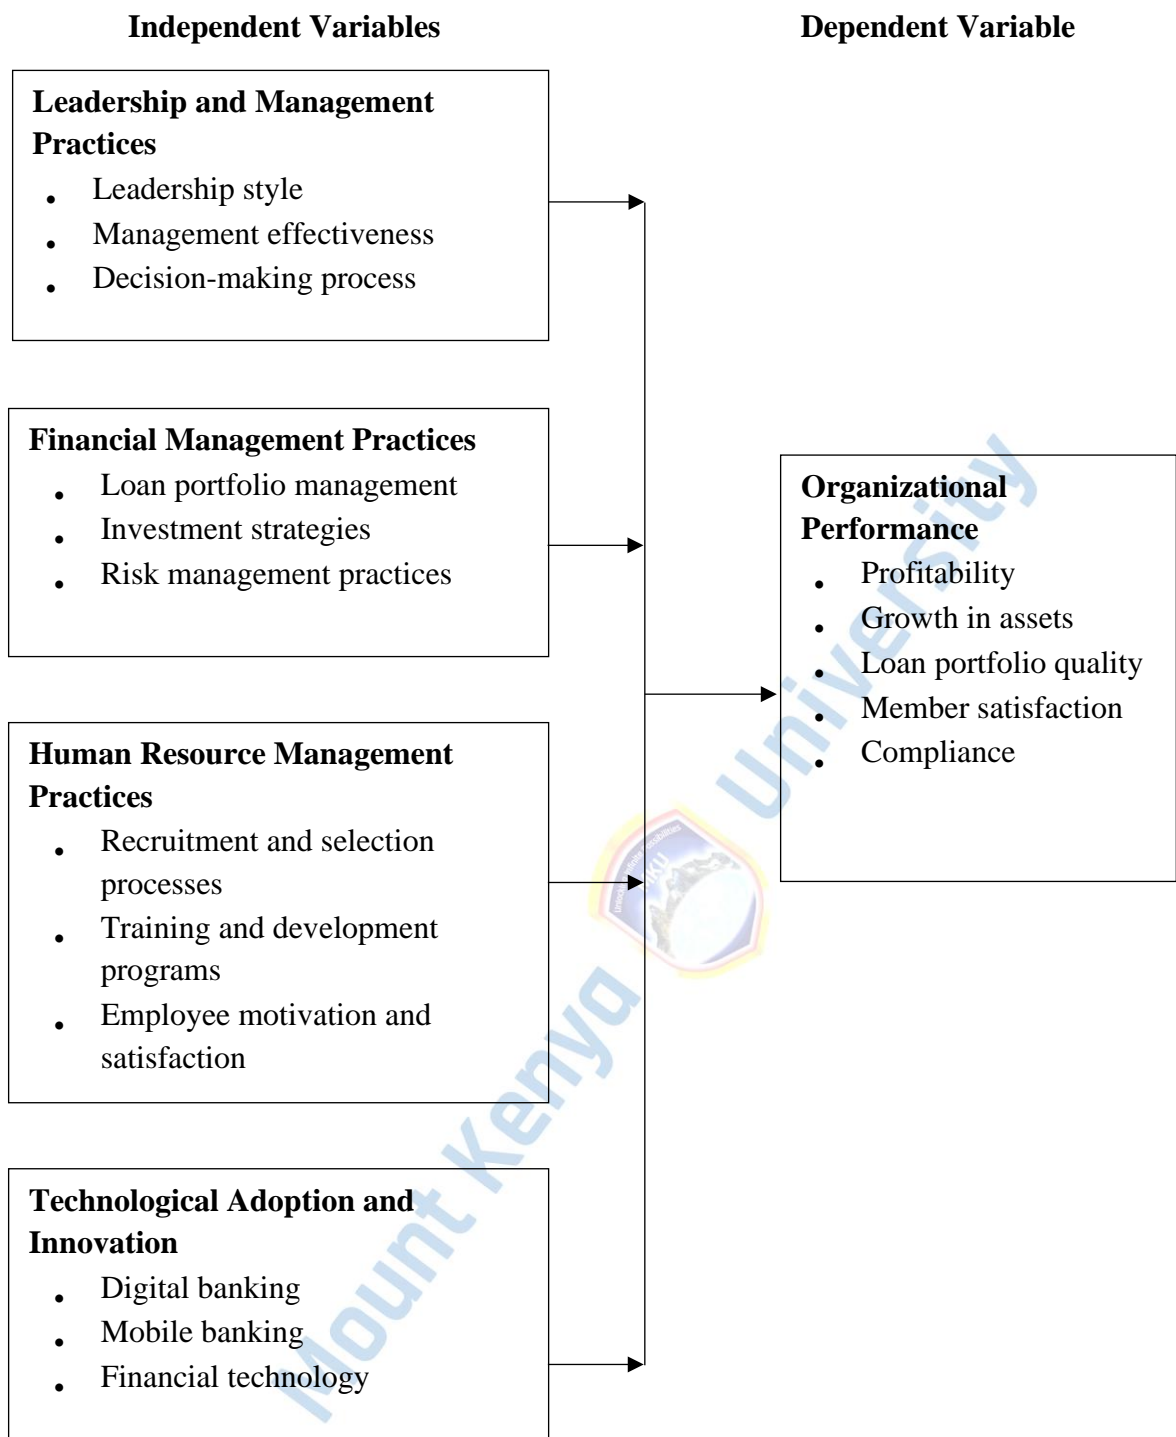 Independent Variables
Dependent Variable
Leadership and Management
Practices
• Leadership style
• Management effectiveness
• Decision-making process
Financial Management Practices
• Loan portfolio management
• Investment strategies
• Risk management practices
Human Resource Management
Practices
• Recruitment and selection
processes
• Training and development
programs
• Employee motivation and
satisfaction
Technological Adoption and
Innovation
• Digital banking
• Mobile banking
• Financial technology
Organizational
Performance
• Profitability
• Growth in assets
• Loan portfolio quality
• Member satisfaction
• Compliance
Mount Kenya University
MKU